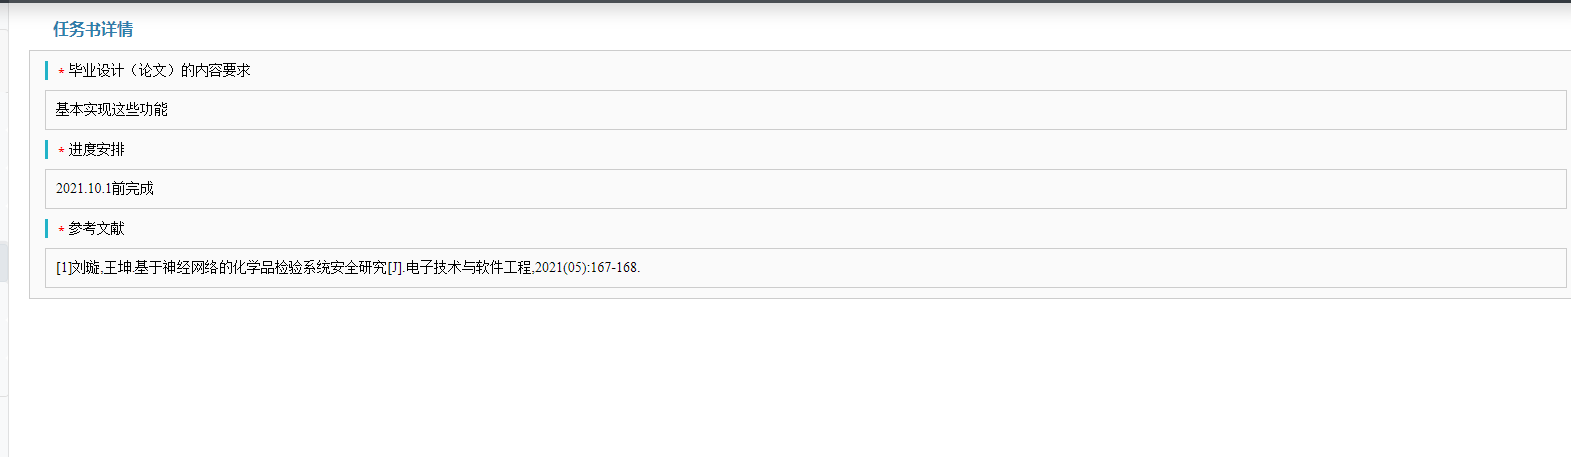 任务书详情
* 毕业设计（论文）的内容要求
基本实现这些功能
* 进度安排
2021.10.1前完成
* 参考文献
[1]刘璇,王坤.基于神经网络的化学品检验系统安全研究[J].电子技术与软件工程,2021(05):167-168.